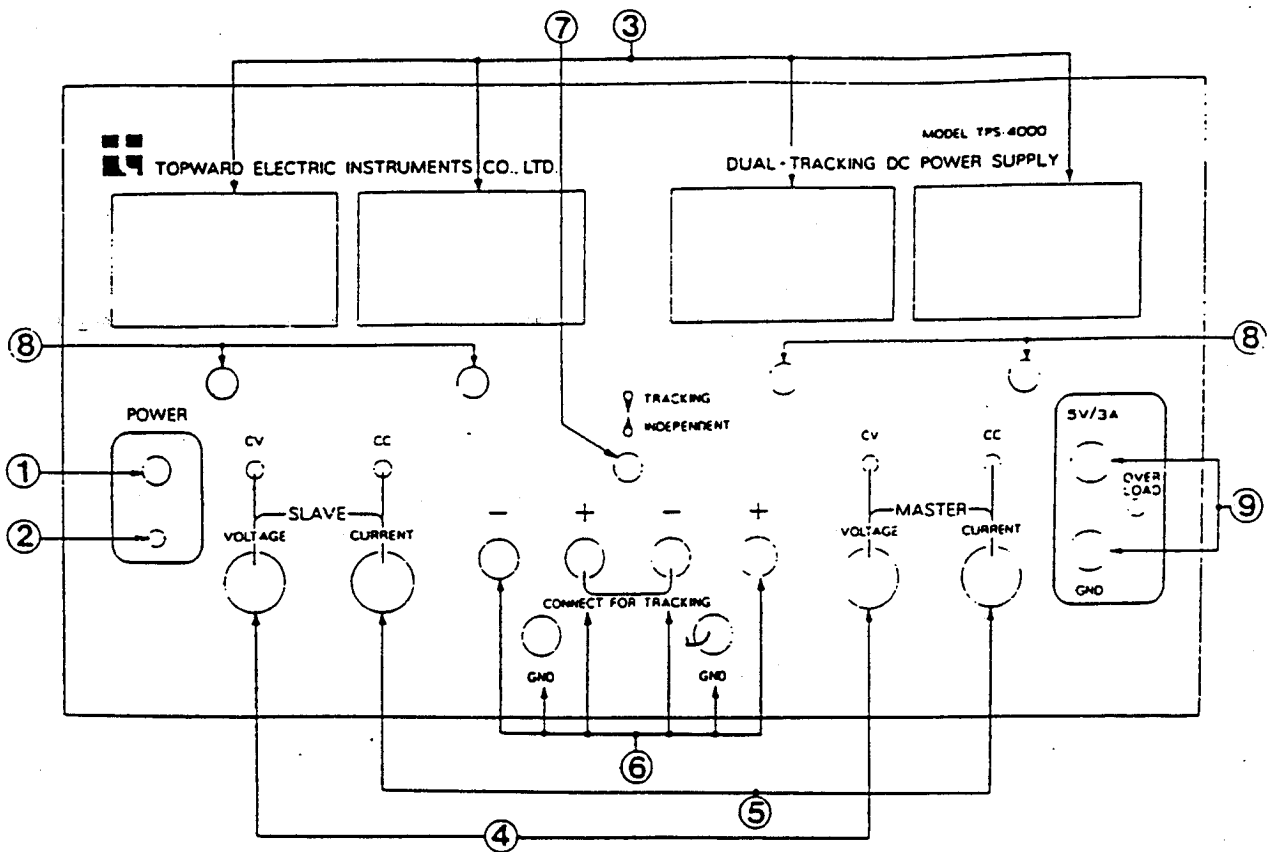 ⑦ ③
MODEL TPS-4000
TOPWARD ELECTRIC INSTRUMENTS CO., LTD.
DUAL-TRACKING DC POWER SUPPLY
⑧ ⑧
POWER
TRACKING
INDEPENDENT
5V/3A
CV CC CV CC
①
OVER
LOAD
SLAVE − + − + MASTER
⑨
②
VOLTAGE CURRENT VOLTAGE CURRENT
GND
CONNECT FOR TRACKING
GND GND
⑥
⑤
④